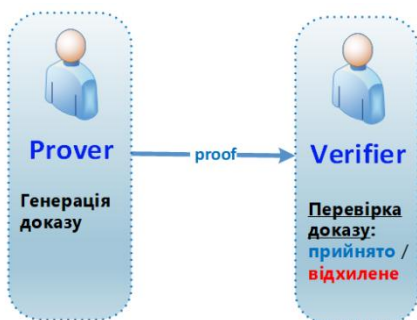 Prover
Генерація
доказу
proof
Verifier
Перевірка
доказу:
прийнято /
відхилене